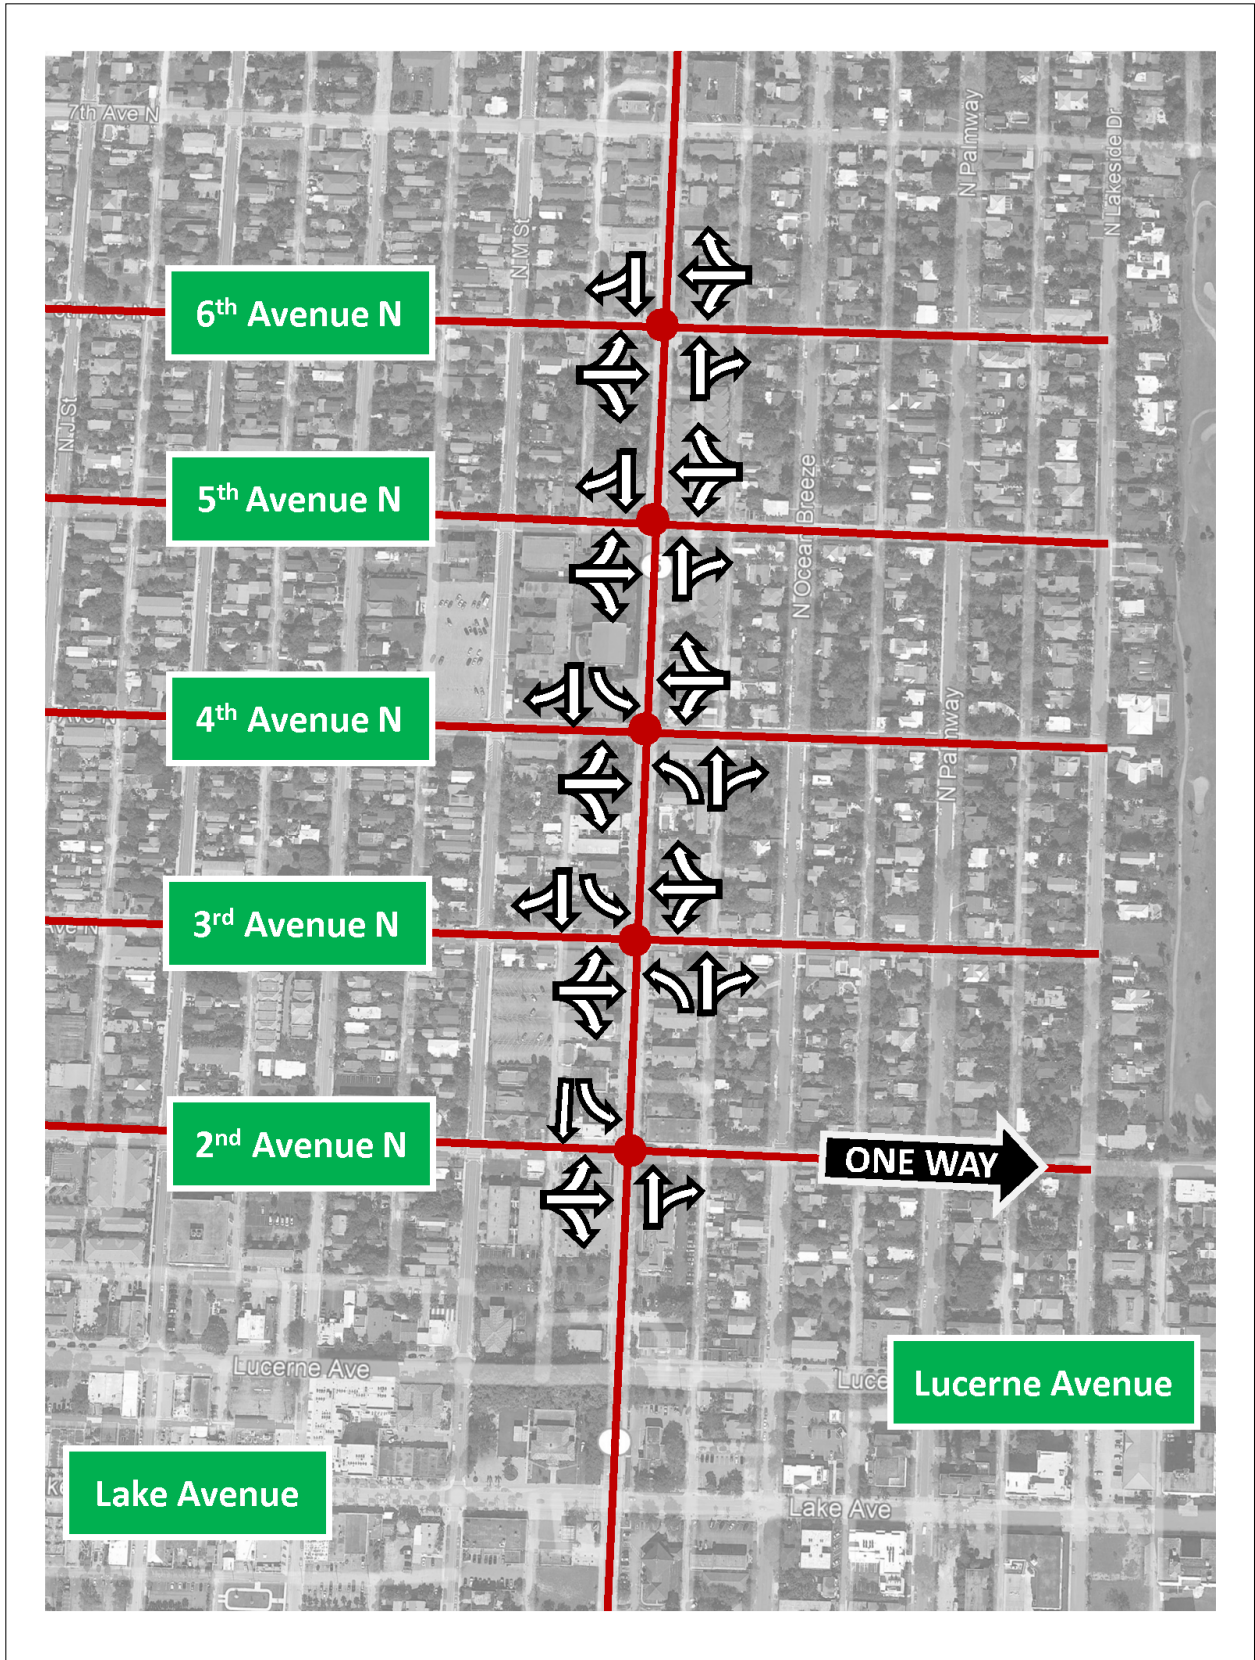 7th Ave N
N Palmway
N Lakeside Dr
N M St
6th Avenue N
N J St
5th Avenue N
N Ocean Breeze
4th Avenue N
N Palmway
3rd Avenue N
Ave N
2nd Avenue N
ONE WAY
Lucerne Ave
Lucerne Avenue
Lake Avenue
Lake Ave